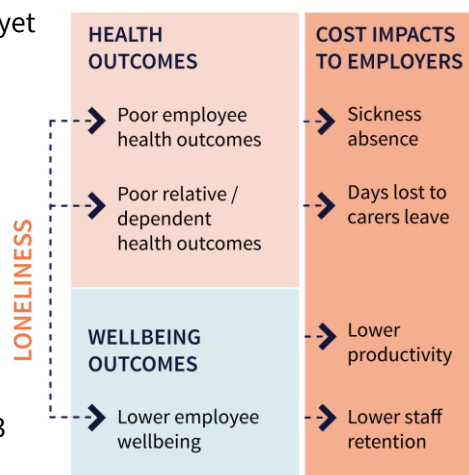 yet
HEALTH
OUTCOMES
Poor employee
health outcomes
Poor relative /
dependent
health outcomes
WELLBEING
OUTCOMES
Lower employee
wellbeing
COST IMPACTS
TO EMPLOYERS
Sickness
absence
Days lost to
carers leave
Lower
productivity
Lower staff
retention
LONELINESS